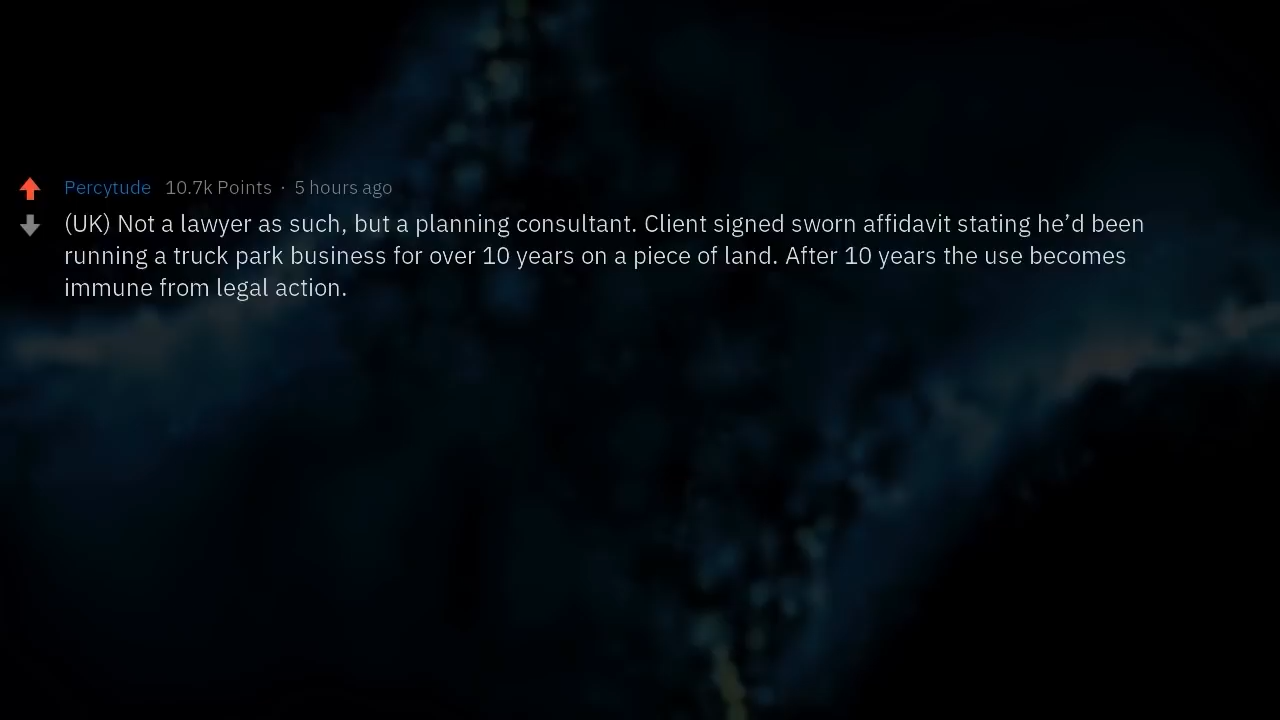 Percytude 10.7k Points · 5 hours ago
(UK) Not a lawyer as such, but a planning consultant. Client signed sworn affidavit stating he’d been
running a truck park business for over 10 years on a piece of land. After 10 years the use becomes
immune from legal action.